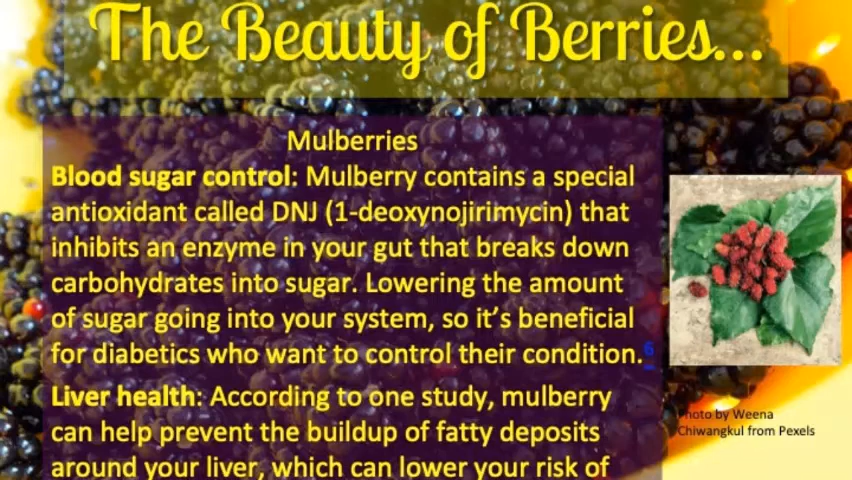 The Beauty of Berries...
Mulberries
Blood sugar control: Mulberry contains a special
antioxidant called DNJ (1-deoxynojirimycin) that
inhibits an enzyme in your gut that breaks down
carbohydrates into sugar. Lowering the amount
of sugar going into your system, so it's beneficial
for diabetics who want to control their condition.6
Liver health: According to one study, mulberry
can help prevent the buildup of fatty deposits
around your liver, which can lower your risk of
Photo by Weena
Chiwangkul from Pexels